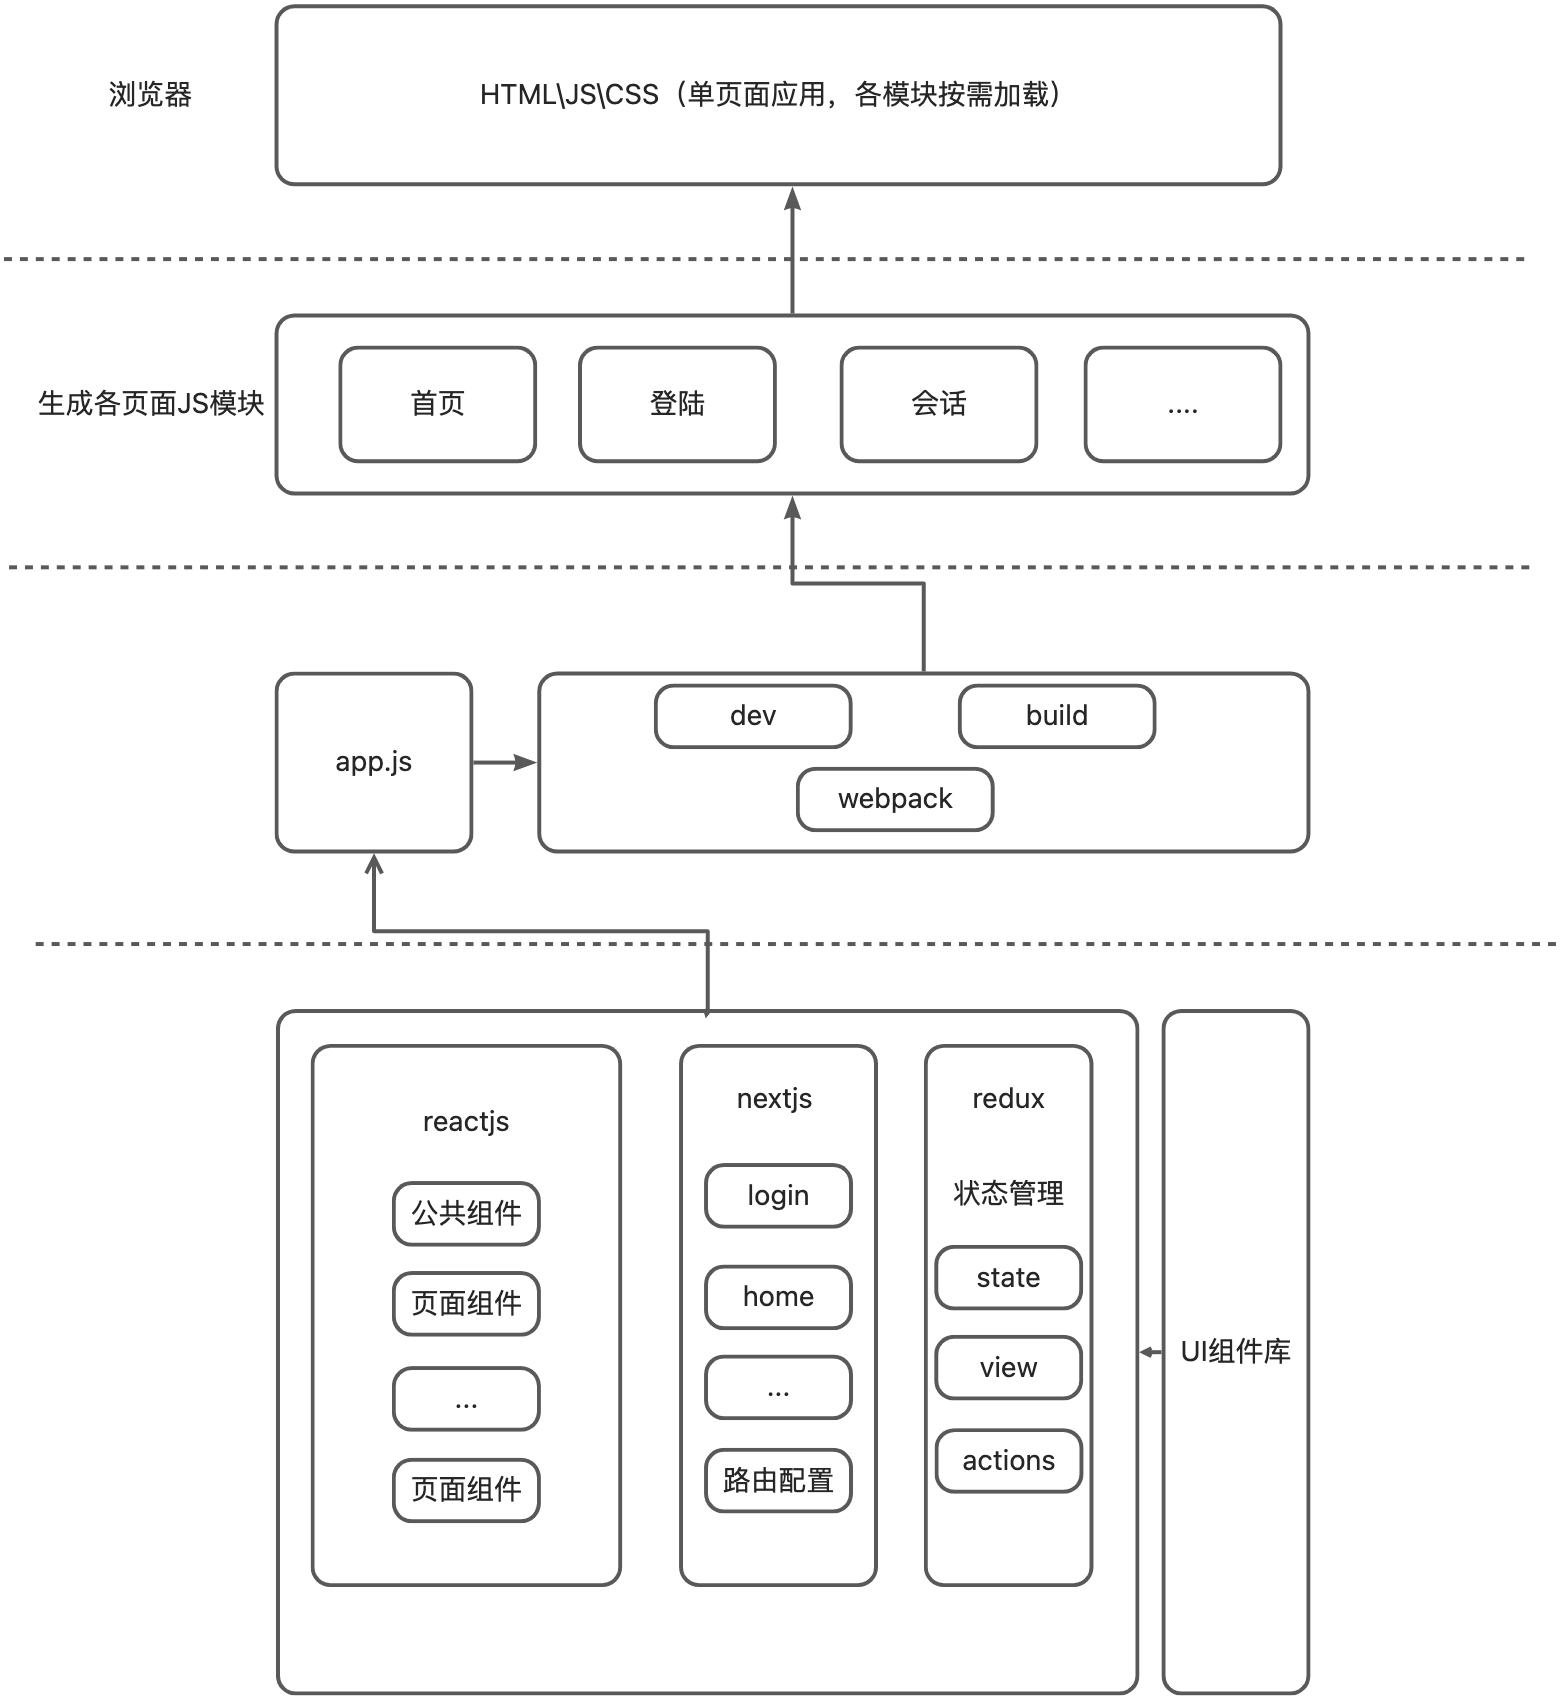 浏览器
HTML\JS\CSS（单页面应用，各模块按需加载）
生成各页面JS模块
首页
登陆
会话
....
app.js
dev
build
webpack
reactjs
公共组件
页面组件
...
页面组件
nextjs
login
home
...
路由配置
redux
状态管理
state
view
actions
UI组件库